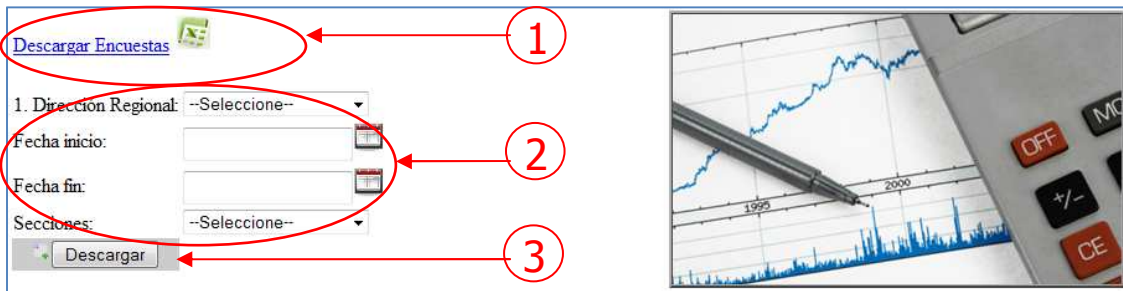 Descargar Encuestas
1
1. Dirección Regional: --Seleccione--
Fecha inicio:
2
Fecha fin:
Secciones: --Seleccione--
Descargar
3
1995 2000
OFF
MC
+/-
CE